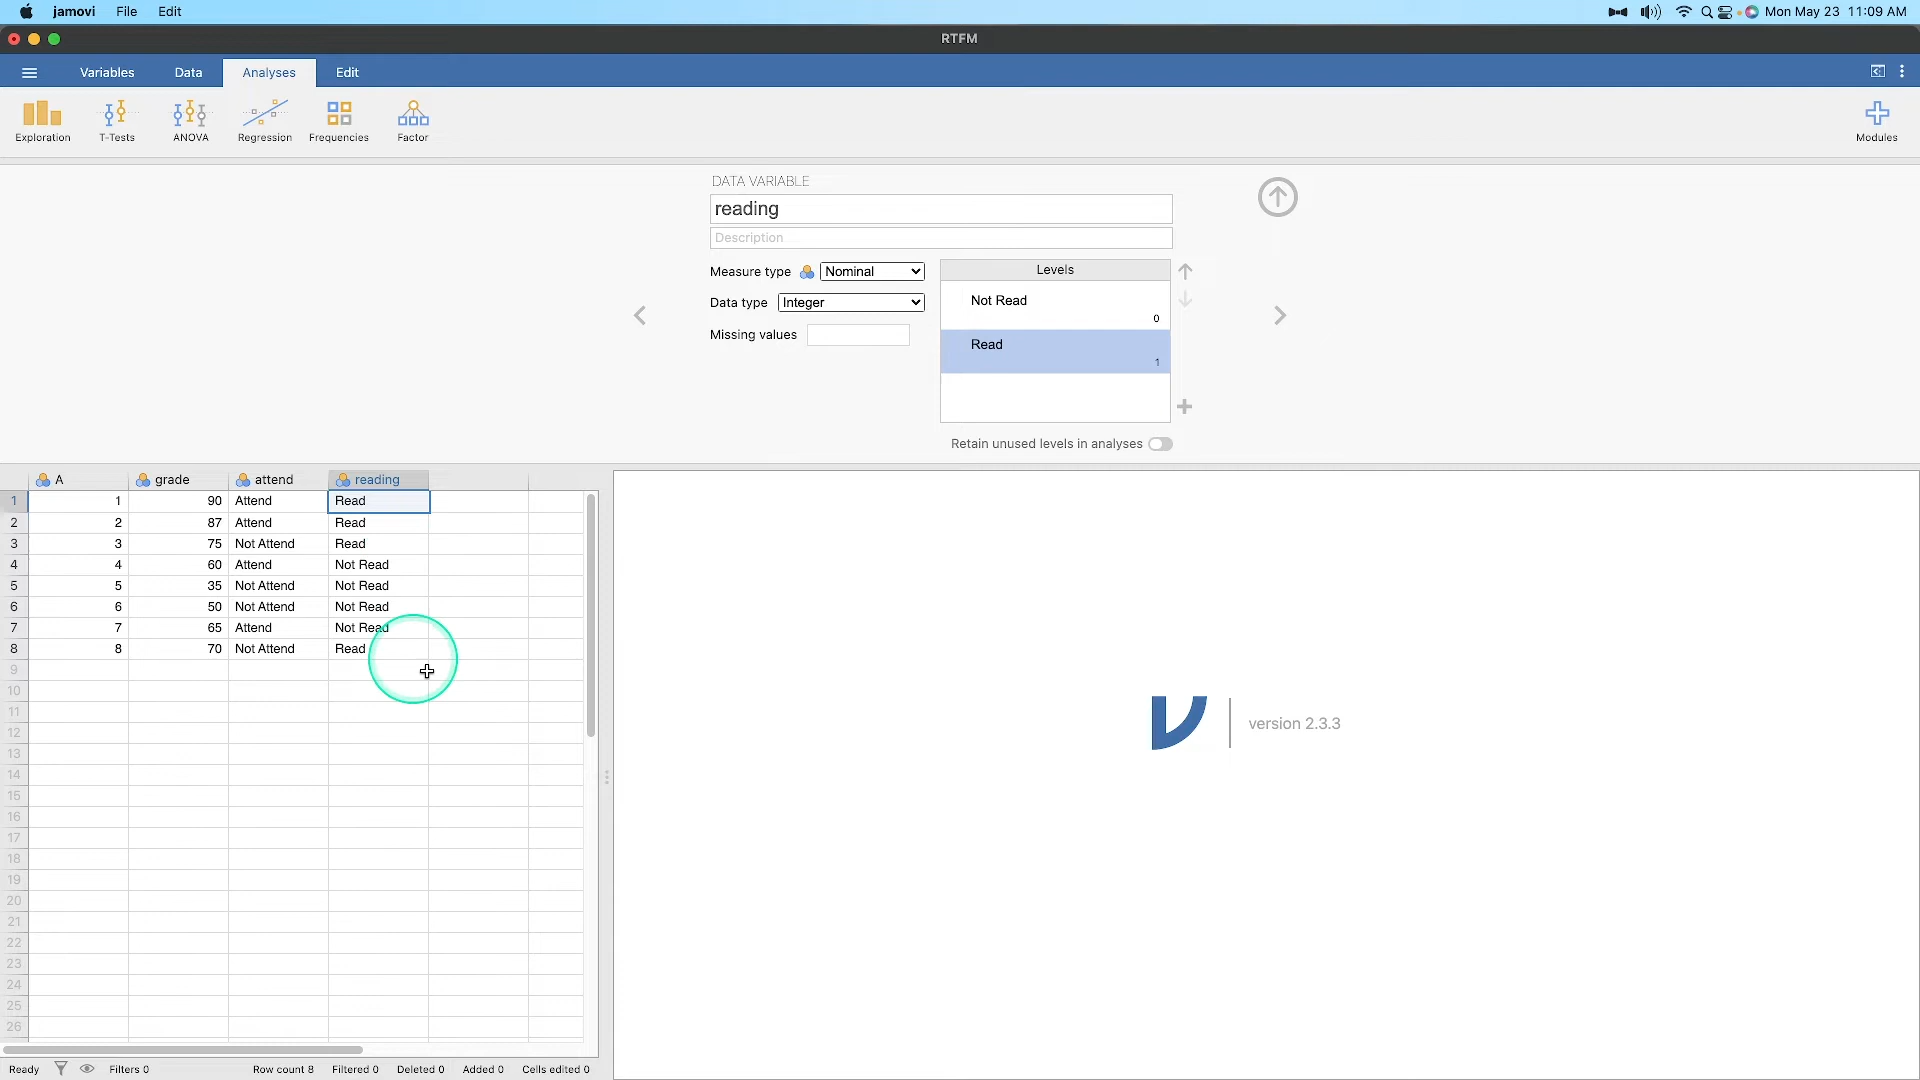 jamovi File Edit Mon May 23 11:09 AM
RTFM
Variables Data Analyses Edit
Exploration T-Tests ANOVA Regression Frequencies Factor Modules
DATA VARIABLE
reading
Description
Measure type Nominal
Data type Integer
Missing values
Levels
Not Read
0
Read
1
Retain unused levels in analyses
A grade attend reading
1 1 90 Attend Read
2 2 87 Attend Read
3 3 75 Not Attend Read
4 4 60 Attend Not Read
5 5 35 Not Attend Not Read
6 6 50 Not Attend Not Read
7 7 65 Attend Not Read
8 8 70 Not Attend Read
9
10
11
12
13
14
15
16
17
18
19
20
21
22
23
24
25
26
version 2.3.3
Ready Filters 0 Row count 8 Filtered 0 Deleted 0 Added 0 Cells edited 0